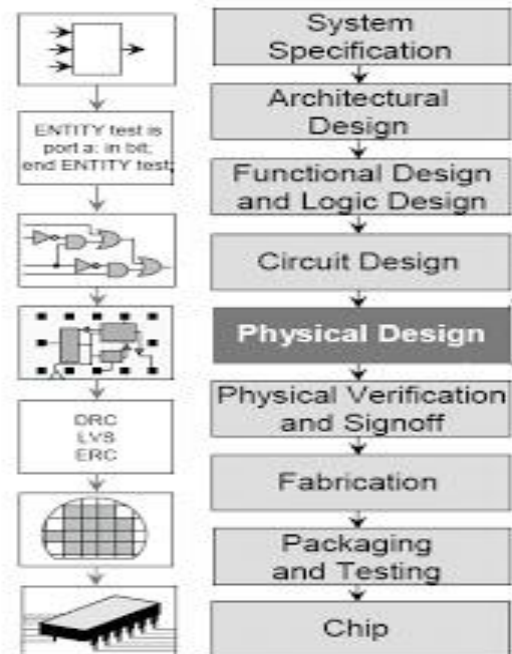 ENTITY test is
port a: in bit;
end ENTITY test;
DRC
LVS
ERC
System
Specification
Architectural
Design
Functional Design
and Logic Design
Circuit Design
Physical Design
Physical Verification
and Signoff
Fabrication
Packaging
and Testing
Chip